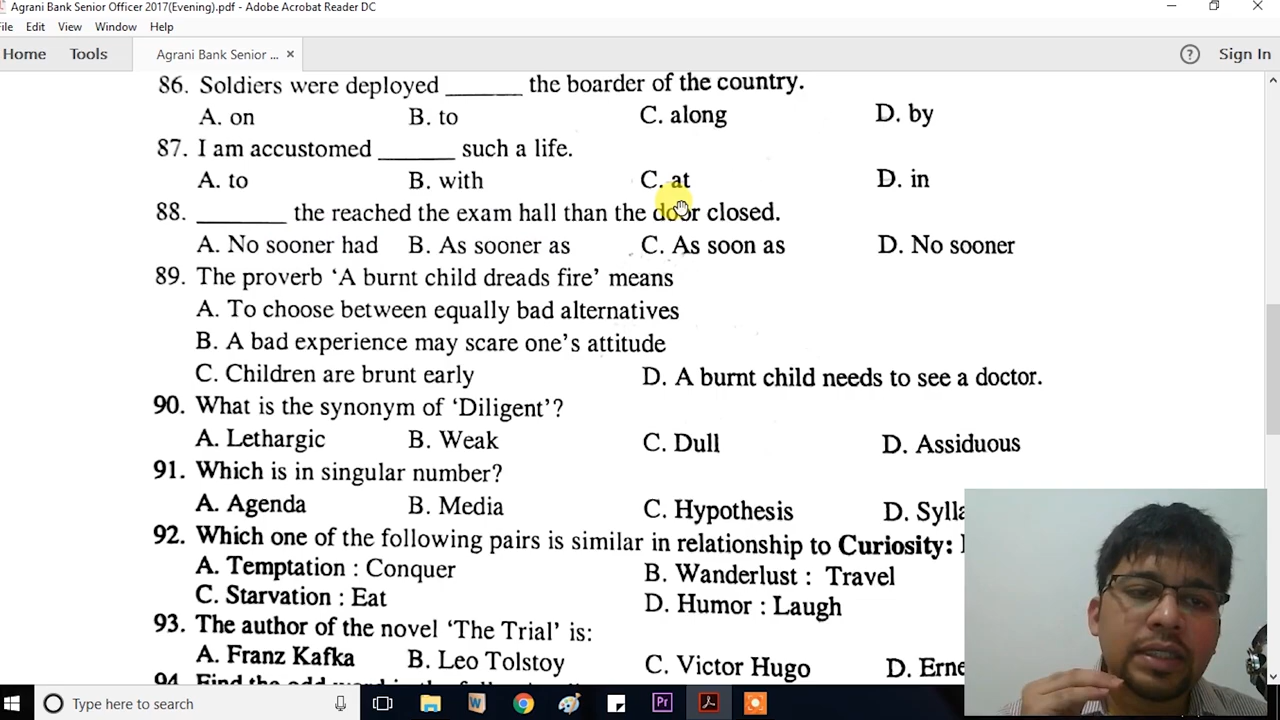 Agrani Bank Senior Officer 2017(Evening).pdf - Adobe Acrobat Reader DC
File Edit View Window Help
Home Tools Agrani Bank Senior ... × ? Sign In
86. Soldiers were deployed ______ the boarder of the country.
A. on B. to C. along D. by
87. I am accustomed ______ such a life.
A. to B. with C. at D. in
88. ______ the reached the exam hall than the door closed.
A. No sooner had B. As sooner as C. As soon as D. No sooner
89. The proverb ‘A burnt child dreads fire’ means
A. To choose between equally bad alternatives
B. A bad experience may scare one’s attitude
C. Children are brunt early D. A burnt child needs to see a doctor.
90. What is the synonym of ‘Diligent’?
A. Lethargic B. Weak C. Dull D. Assiduous
91. Which is in singular number?
A. Agenda B. Media C. Hypothesis D. Sylla
92. Which one of the following pairs is similar in relationship to Curiosity:
A. Temptation : Conquer B. Wanderlust : Travel
C. Starvation : Eat D. Humor : Laugh
93. The author of the novel ‘The Trial’ is:
A. Franz Kafka B. Leo Tolstoy C. Victor Hugo D. Erne
Type here to search